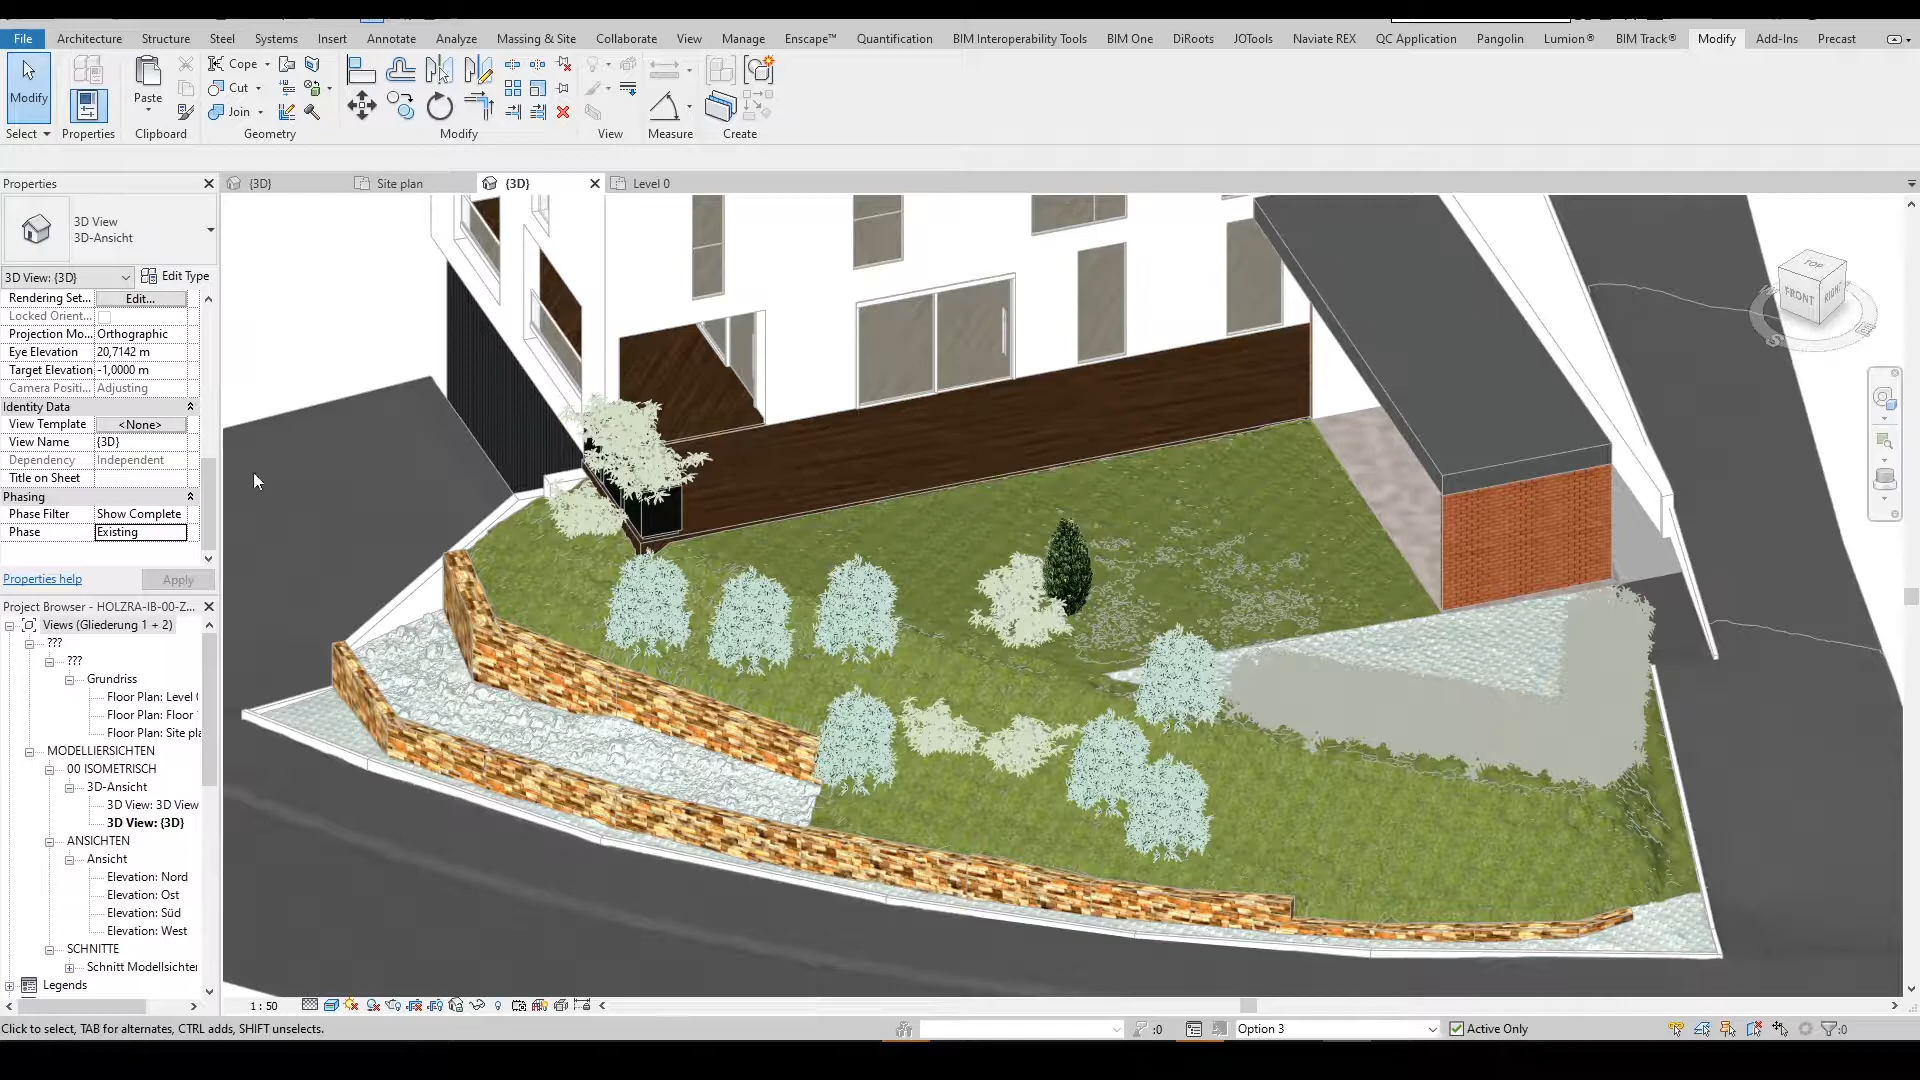 File Architecture Structure Steel Systems Insert Annotate Analyze Massing & Site Collaborate View Manage Enscape™ Quantification BIM Interoperability Tools BIM One DiRoots JOTools Naviate REX QC Application Pangolin Lumion® BIM Track® Modify Add-Ins Precast
Modify
Paste
Cope
Cut
Join
Select Properties Clipboard Geometry Modify View Measure Create
Properties
{3D} Site plan {3D} Level 0
3D View
3D-Ansicht
3D View: {3D} Edit Type
Rendering Set... Edit...
Locked Orient...
Projection Mo... Orthographic
Eye Elevation 20,7142 m
Target Elevation -1,0000 m
Camera Positi... Adjusting
Identity Data
View Template <None>
View Name {3D}
Dependency Independent
Title on Sheet
Phasing
Phase Filter Show Complete
Phase Existing
Properties help Apply
Project Browser - HOLZRA-IB-00-Z...
Views (Gliederung 1 + 2)
???
???
Grundriss
Floor Plan: Level
Floor Plan: Floor
Floor Plan: Site pla
MODELLIERSICHTEN
00 ISOMETRISCH
3D-Ansicht
3D View: 3D View
3D View: {3D}
ANSICHTEN
Ansicht
Elevation: Nord
Elevation: Ost
Elevation: Süd
Elevation: West
SCHNITTE
Schnitt Modellsichten
Legends
TOP
FRONT
RIGHT
1 : 50
Click to select, TAB for alternates, CTRL adds, SHIFT unselects.
:0
Option 3
Active Only
:0